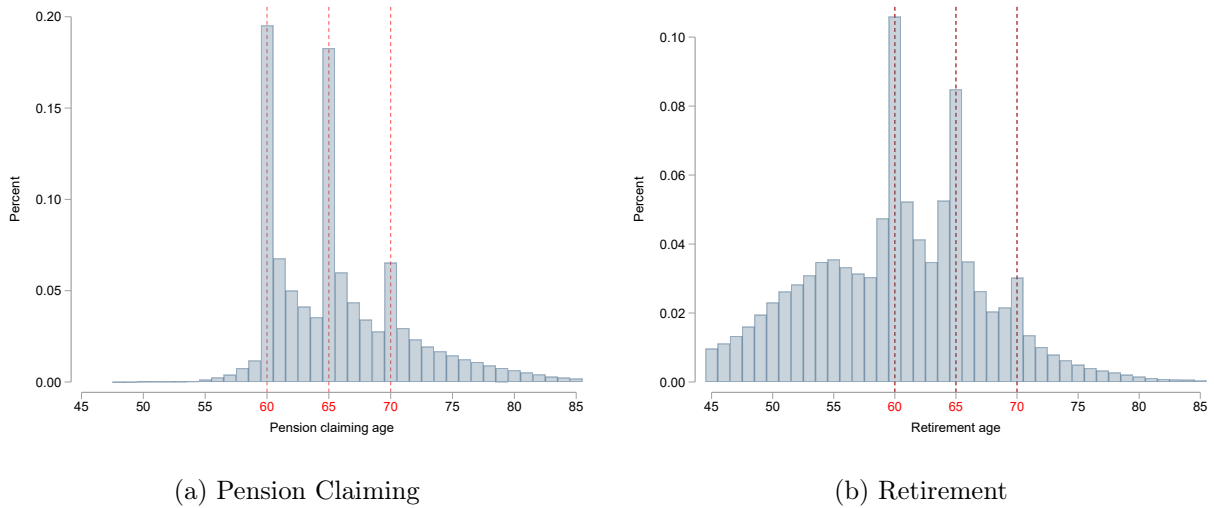 0.20
0.15
0.10
0.05
0.00
Percent
45 50 55 60 65 70 75 80 85
Pension claiming age
(a) Pension Claiming
0.10
0.08
0.06
0.04
0.02
0.00
Percent
45 50 55 60 65 70 75 80 85
Retirement age
(b) Retirement